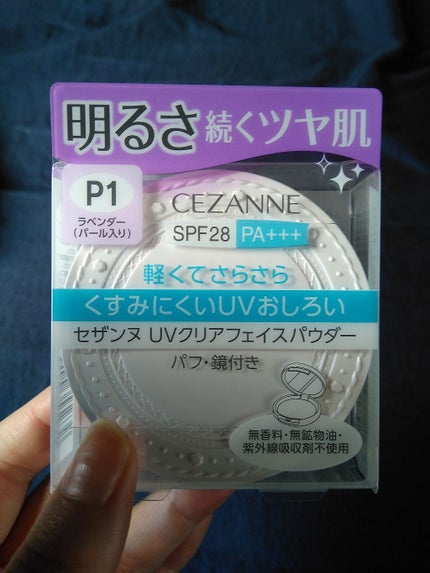 明るさ続くツヤ肌
P1
ラベンダー
(パール入り)
CEZANNE
SPF28 PA+++
軽くてさらさら
くすみにくいUVおしろい
セザンヌ UVクリアフェイスパウダー
パフ・鏡付き
無香料・無鉱物油・
紫外線吸収剤不使用